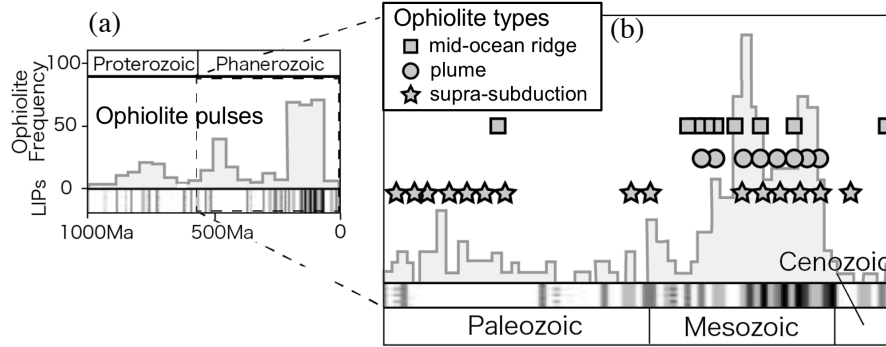 (a)
Proterozoic
Phanerozoic
100
50
0
Ophiolite
Frequency
Ophiolite pulses
LIPs
1000Ma
500Ma
0
Ophiolite types
mid-ocean ridge
plume
supra-subduction
(b)
Cenozoic
Paleozoic
Mesozoic